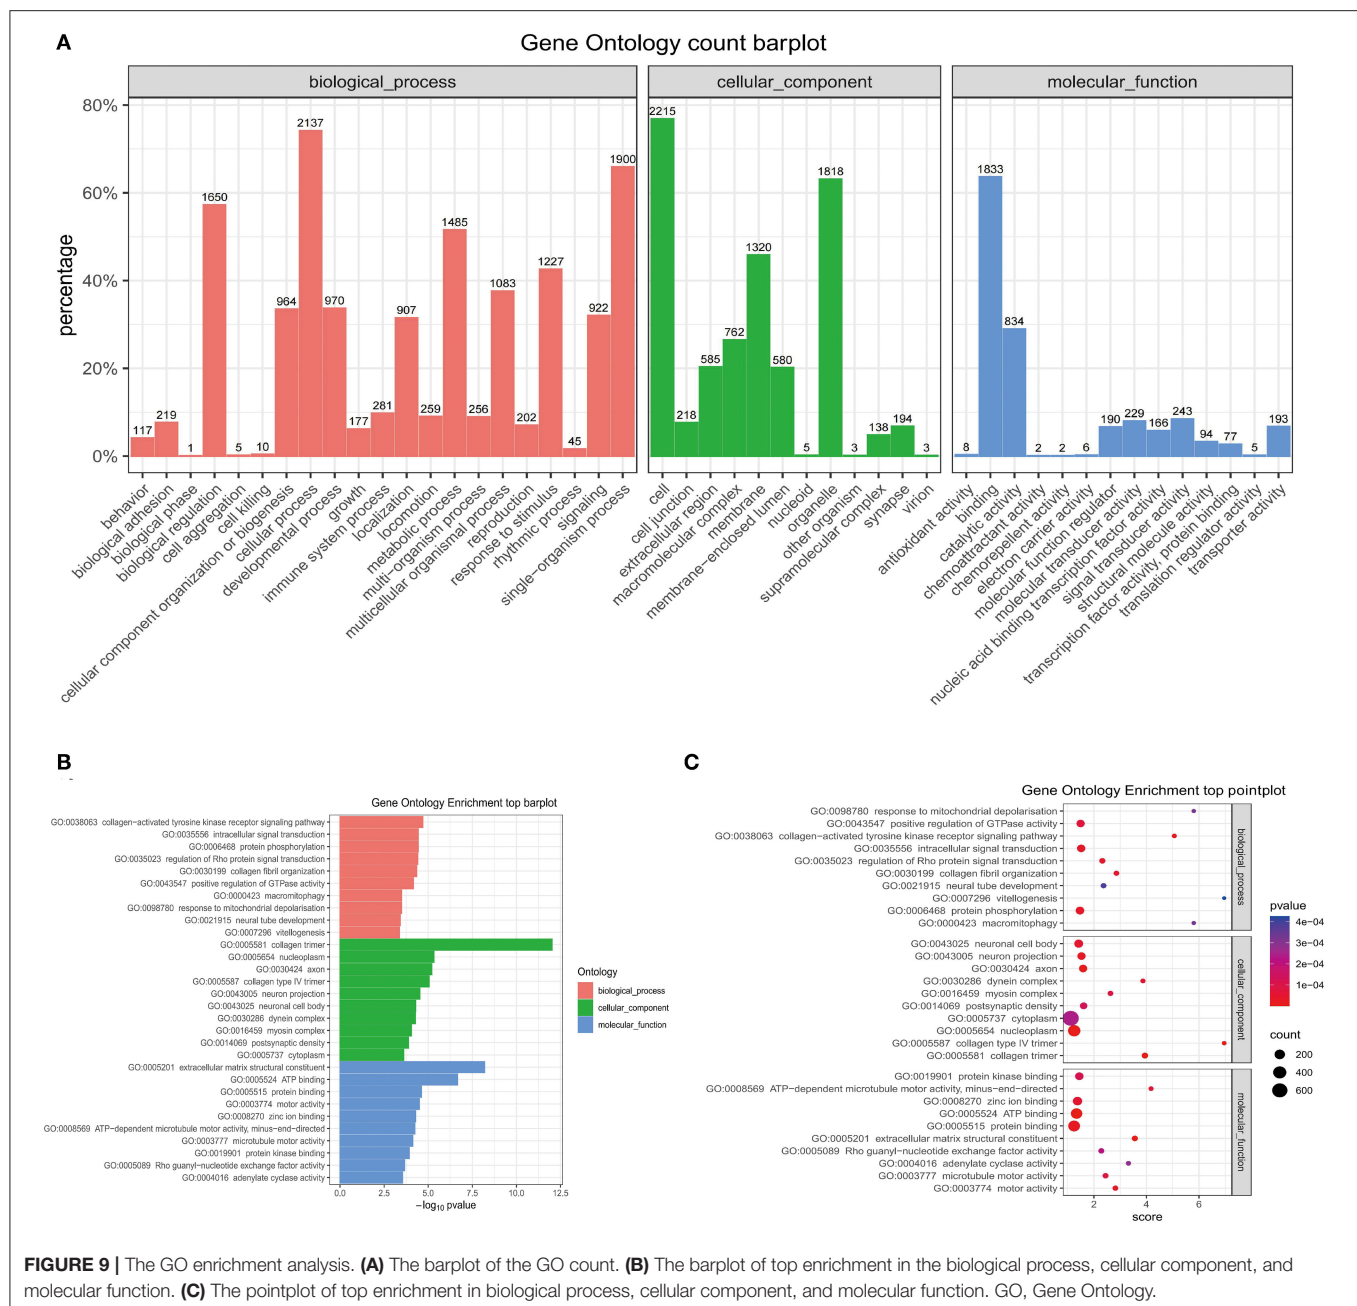 A
Gene Ontology count barplot
biological_process
cellular_component
molecular_function
percentage
80%
60%
40%
20%
0%
117
219
1
1650
5
10
964
2137
970
177
281
907
259
1485
256
1083
202
1227
45
922
1900
2215
218
585
762
1320
580
5
1818
3
138
194
3
8
1833
834
2
2
6
190
229
166
243
94
77
5
193
behavior
biological adhesion
biological phase
biological regulation
cell aggregation
cell killing
cellular component organization or biogenesis
cellular process
developmental process
growth
immune system process
localization
locomotion
metabolic process
multi-organism process
multicellular organismal process
reproduction
response to stimulus
rhythmic process
signaling
single-organism process
cell
cell junction
extracellular region
macromolecular complex
membrane
membrane-enclosed lumen
nucleoid
organelle
other organism
supramolecular complex
synapse
virion
antioxidant activity
binding
catalytic activity
chemoattractant activity
chemorepellent activity
electron carrier activity
molecular function regulator
molecular transducer activity
nucleic acid binding transcription factor activity
signal transducer activity
structural molecule activity
transcription factor activity, protein binding
translation regulator activity
transporter activity
B
Gene Ontology Enrichment top barplot
GO:0038063 collagen-activated tyrosine kinase receptor signaling pathway
GO:0035556 intracellular signal transduction
GO:0006468 protein phosphorylation
GO:0035023 regulation of Rho protein signal transduction
GO:0030199 collagen fibril organization
GO:0043547 positive regulation of GTPase activity
GO:0000423 macromitophagy
GO:0098780 response to mitochondrial depolarisation
GO:0021915 neural tube development
GO:0007296 vitellogenesis
GO:0005581 collagen trimer
GO:0005654 nucleoplasm
GO:0030424 axon
GO:0005587 collagen type IV trimer
GO:0043005 neuron projection
GO:0043025 neuronal cell body
GO:0030286 dynein complex
GO:0016459 myosin complex
GO:0014069 postsynaptic density
GO:0005737 cytoplasm
GO:0005201 extracellular matrix structural constituent
GO:0005524 ATP binding
GO:0005515 protein binding
GO:0003774 motor activity
GO:0008270 zinc ion binding
GO:0008569 ATP-dependent microtubule motor activity, minus-end-directed
GO:0003777 microtubule motor activity
GO:0019901 protein kinase binding
GO:0005089 Rho guanyl-nucleotide exchange factor activity
GO:0004016 adenylate cyclase activity
0.0 2.5 5.0 7.5 10.0 12.5
−log10 pvalue
Ontology
biological_process
cellular_component
molecular_function
C
Gene Ontology Enrichment top pointplot
GO:0098780 response to mitochondrial depolarisation
GO:0043547 positive regulation of GTPase activity
GO:0038063 collagen-activated tyrosine kinase receptor signaling pathway
GO:0035556 intracellular signal transduction
GO:0035023 regulation of Rho protein signal transduction
GO:0030199 collagen fibril organization
GO:0021915 neural tube development
GO:0007296 vitellogenesis
GO:0006468 protein phosphorylation
GO:0000423 macromitophagy
GO:0043025 neuronal cell body
GO:0043005 neuron projection
GO:0030424 axon
GO:0030286 dynein complex
GO:0016459 myosin complex
GO:0014069 postsynaptic density
GO:0005737 cytoplasm
GO:0005654 nucleoplasm
GO:0005587 collagen type IV trimer
GO:0005581 collagen trimer
GO:0019901 protein kinase binding
GO:0008569 ATP-dependent microtubule motor activity, minus-end-directed
GO:0008270 zinc ion binding
GO:0005524 ATP binding
GO:0005515 protein binding
GO:0005201 extracellular matrix structural constituent
GO:0005089 Rho guanyl-nucleotide exchange factor activity
GO:0004016 adenylate cyclase activity
GO:0003777 microtubule motor activity
GO:0003774 motor activity
biological_process
cellular_component
molecular_function
2 4 6
score
pvalue
4e-04
3e-04
2e-04
1e-04
count
200
400
600
FIGURE 9 | The GO enrichment analysis. (A) The barplot of the GO count. (B) The barplot of top enrichment in the biological process, cellular component, and
molecular function. (C) The pointplot of top enrichment in biological process, cellular component, and molecular function. GO, Gene Ontology.